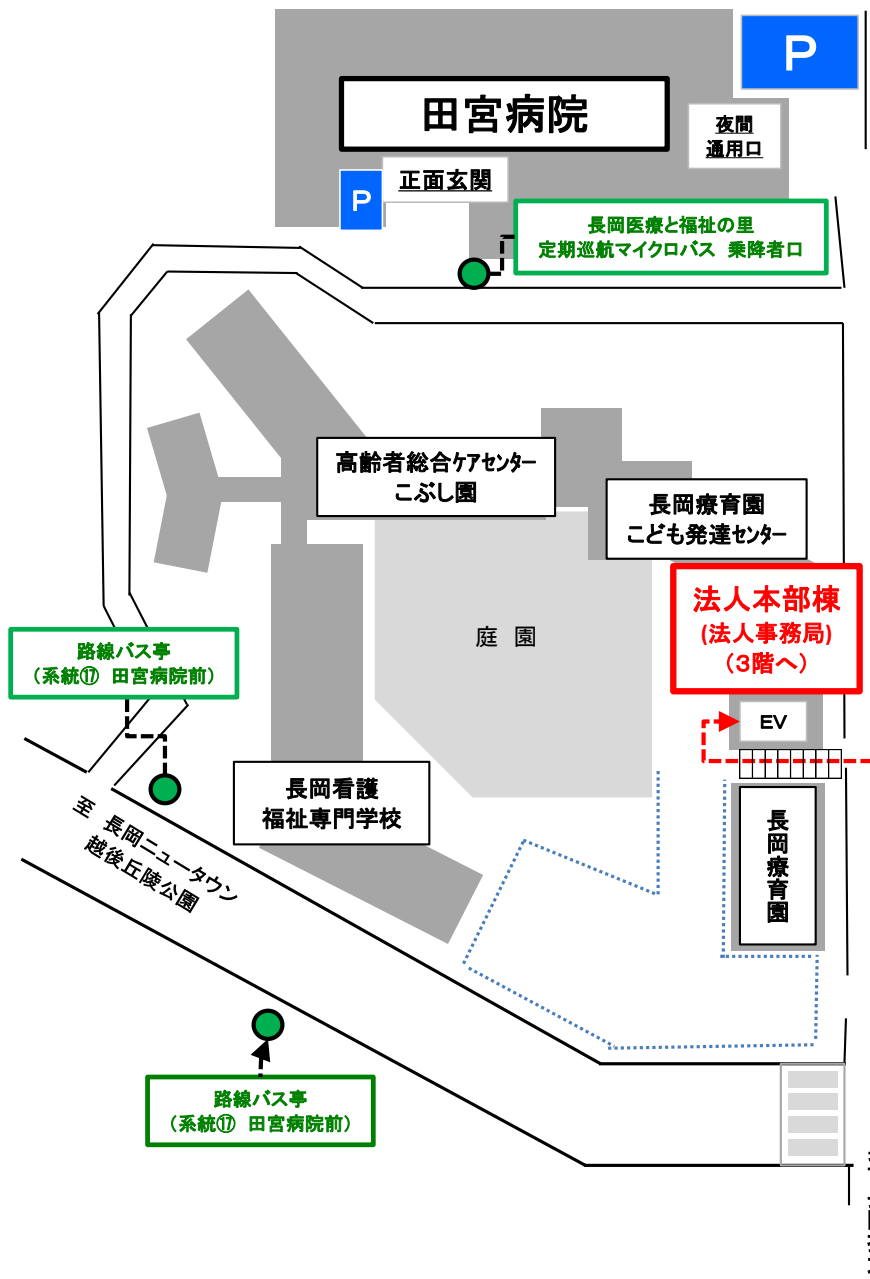 P
田宮病院
夜間
通用口
正面玄関
P
長岡医療と福祉の里
定期巡航マイクロバス 乗降者口
高齢者総合ケアセンター
こぶし園
長岡療育園
こども発達センター
法人本部棟
(法人事務局)
(3階へ)
庭 園
路線バス亭
(系統⑰ 田宮病院前)
EV
長岡看護
福祉専門学校
長岡療育園
至 長岡ニュータウン
越後丘陵公園
路線バス亭
(系統⑰ 田宮病院前)